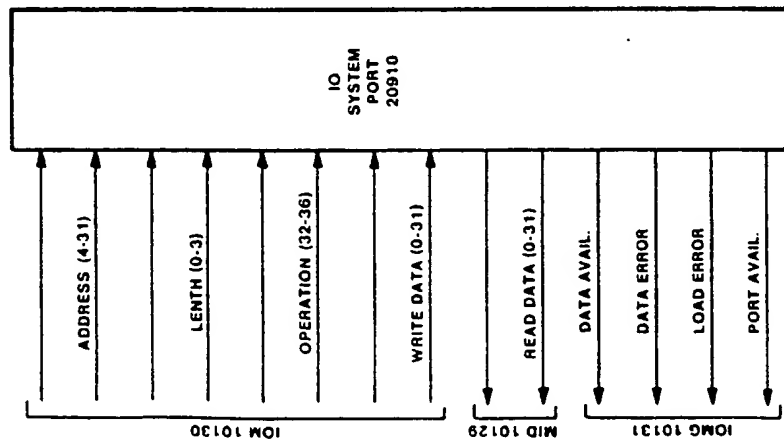 IO
SYSTEM
PORT
20910
ADDRESS (4-31)
LENTH (0-3)
OPERATION (32-36)
WRITE DATA (0-31)
READ DATA (0-31)
DATA AVAIL.
DATA ERROR
LOAD ERROR
PORT AVAIL.
IOM 10130
MID 10129
IOMG 10131